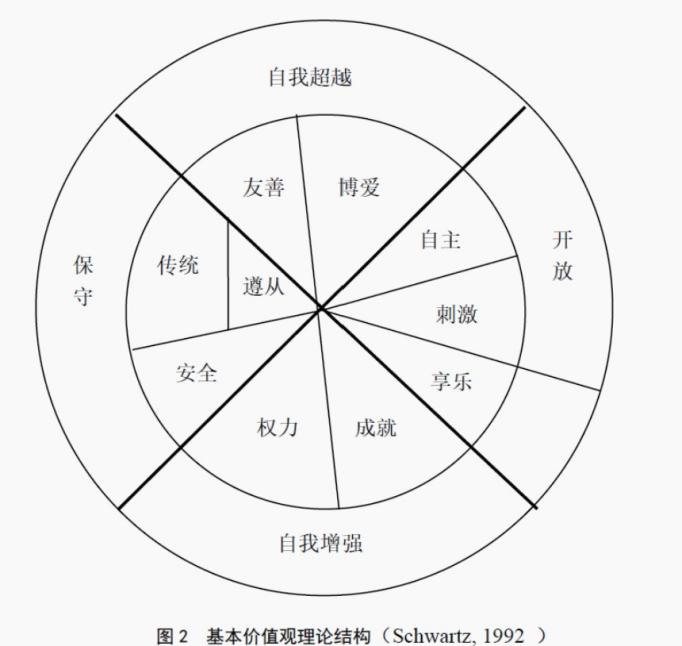 自我超越
友善
博爱
自主
开放
保守
传统
遵从
刺激
安全
享乐
权力
成就
自我增强
图 2 基本价值观理论结构（Schwartz, 1992 ）